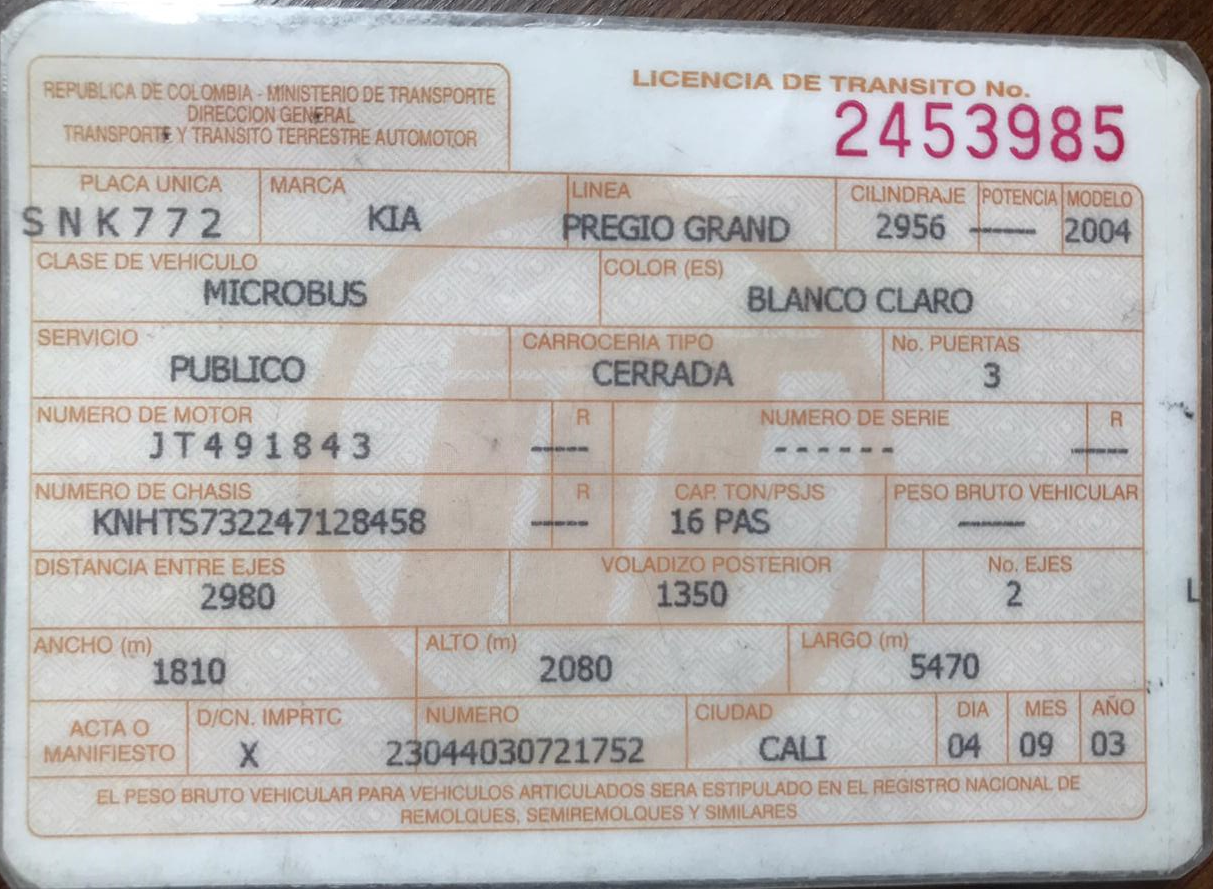 REPUBLICA DE COLOMBIA - MINISTERIO DE TRANSPORTE
DIRECCION GENERAL
TRANSPORTE Y TRANSITO TERRESTRE AUTOMOTOR
LICENCIA DE TRANSITO No.
2453985
PLACA UNICA MARCA LINEA CILINDRAJE POTENCIA MODELO
SNK772 KIA PREGIO GRAND 2956 ---- 2004
CLASE DE VEHICULO COLOR (ES)
MICROBUS BLANCO CLARO
SERVICIO CARROCERIA TIPO No. PUERTAS
PUBLICO CERRADA 3
NUMERO DE MOTOR R NUMERO DE SERIE R
JT491843 ---- ------ ----
NUMERO DE CHASIS R CAP. TON/PSJS PESO BRUTO VEHICULAR
KNHTS732247128458 ---- 16 PAS ----
DISTANCIA ENTRE EJES VOLADIZO POSTERIOR No. EJES
2980 1350 2
ANCHO (m) ALTO (m) LARGO (m)
1810 2080 5470
ACTA O MANIFIESTO D/CN. IMPRTC NUMERO CIUDAD DIA MES AÑO
X 23044030721752 CALI 04 09 03
EL PESO BRUTO VEHICULAR PARA VEHICULOS ARTICULADOS SERA ESTIPULADO EN EL REGISTRO NACIONAL DE
REMOLQUES, SEMIREMOLQUES Y SIMILARES
L